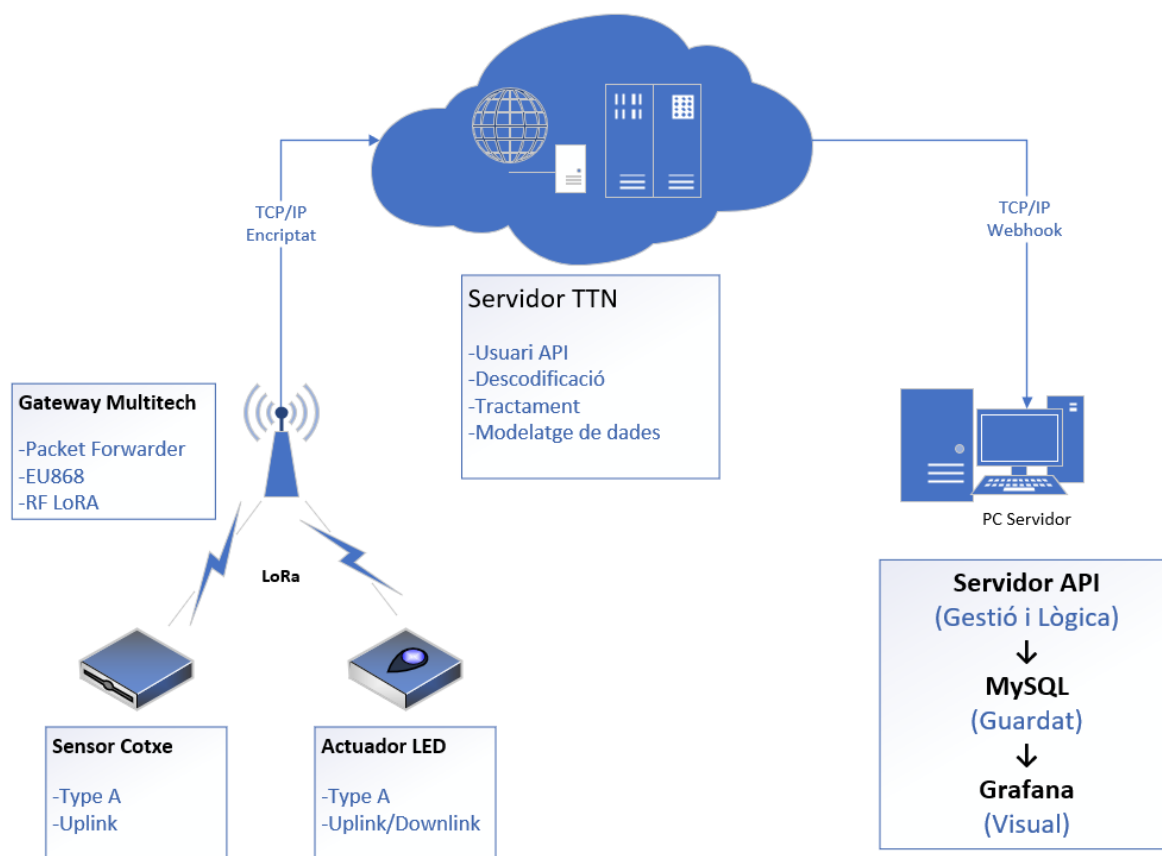 TCP/IP
Encriptat
TCP/IP
Webhook
Servidor TTN
-Usuari API
-Descodificació
-Tractament
-Modelatge de dades
Gateway Multitech
-Packet Forwarder
-EU868
-RF LoRA
PC Servidor
LoRa
Sensor Cotxe
-Type A
-Uplink
Actuador LED
-Type A
-Uplink/Downlink
Servidor API
(Gestió i Lògica)
↓
MySQL
(Guardat)
↓
Grafana
(Visual)